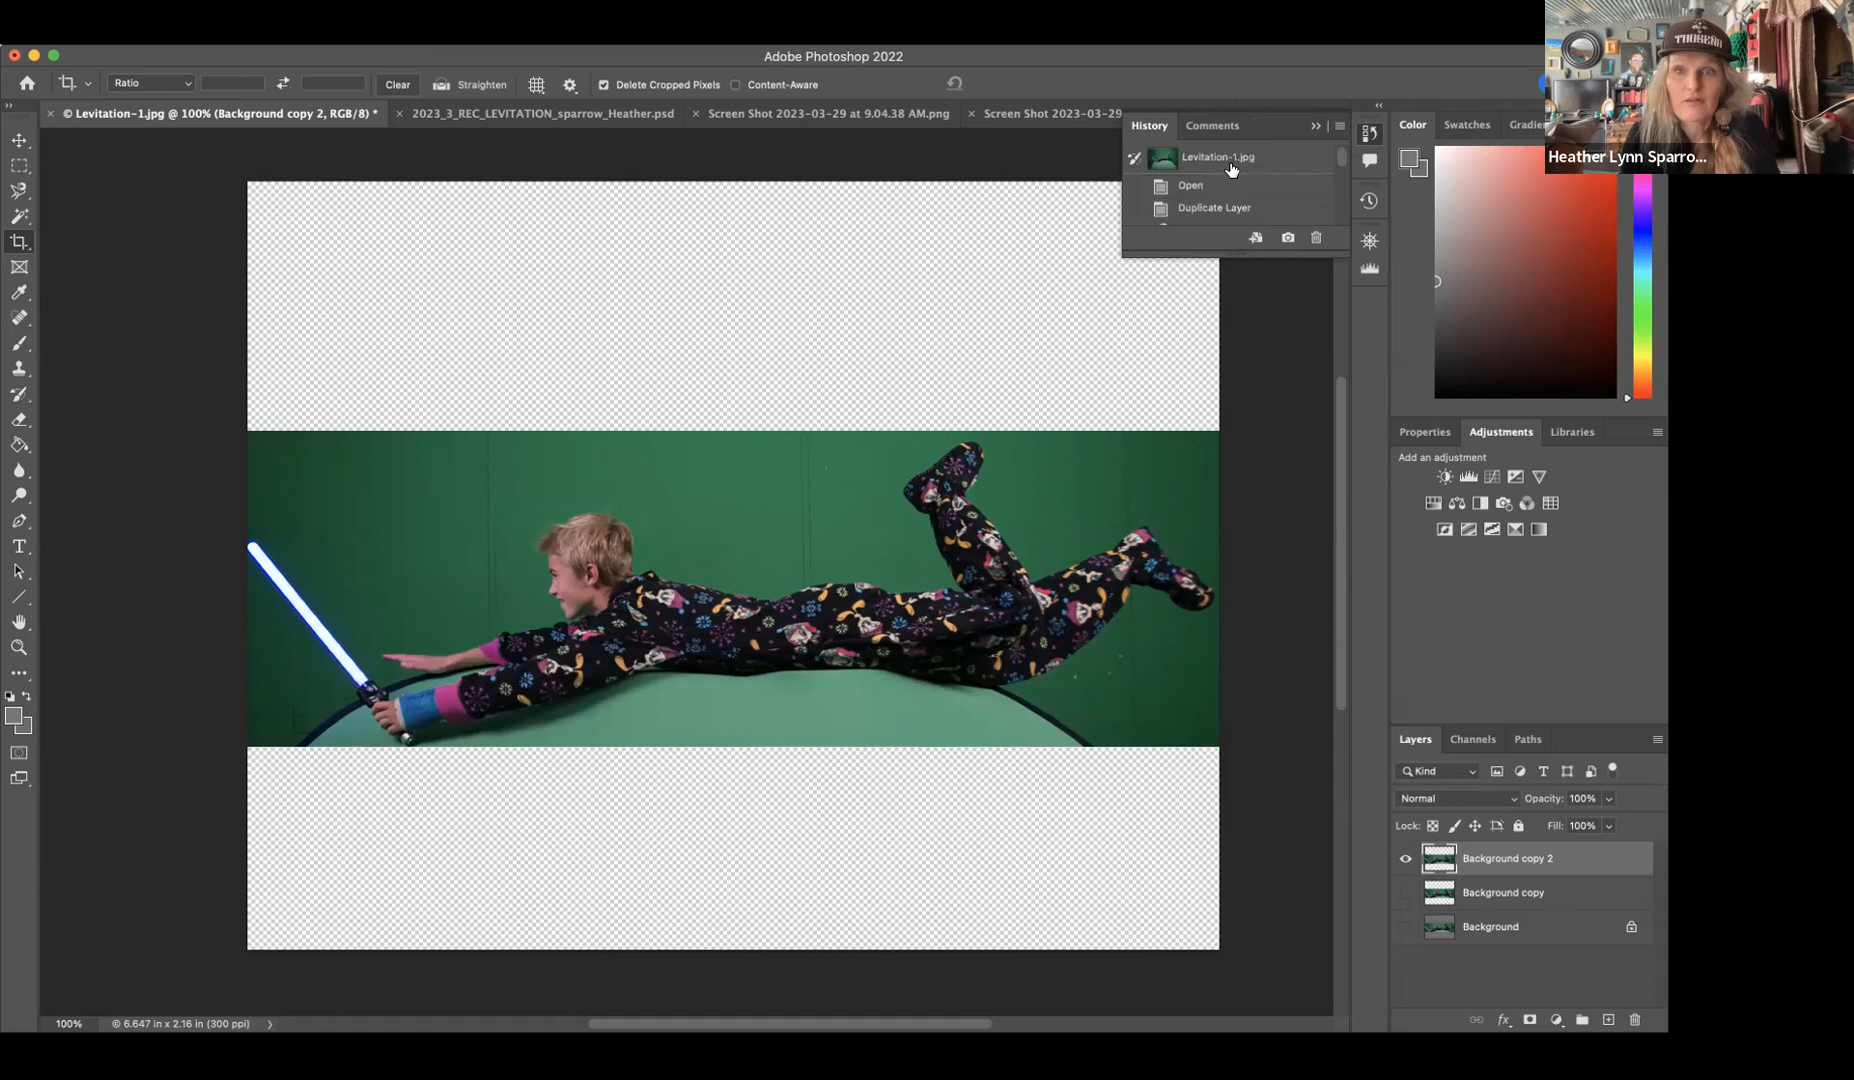 Adobe Photoshop 2022
THOSEÑO
Heather Lynn Sparro...
Ratio
Clear
Straighten
Delete Cropped Pixels
Content-Aware
© Levitation-1.jpg @ 100% (Background copy 2, RGB/8) *
2023_3_REC_LEVITATION_sparrow_Heather.psd
Screen Shot 2023-03-29 at 9.04.38 AM.png
Screen Shot 2023-03-29
History
Comments
Levitation-1.jpg
Open
Duplicate Layer
Color
Swatches
Gradien
Properties
Adjustments
Libraries
Add an adjustment
Layers
Channels
Paths
Kind
Normal
Opacity: 100%
Lock:
Fill: 100%
Background copy 2
Background copy
Background
fx
100%
© 6.647 in x 2.16 in (300 ppi)